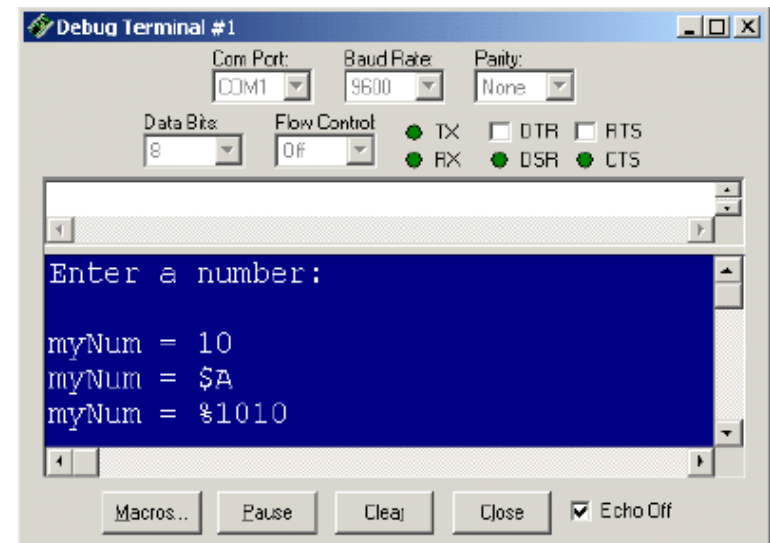 Debug Terminal #1
Com Port: Baud Rate: Parity:
COM1 9600 None
Data Bits: Flow Control: TX DTR RTS
8 Off RX DSR CTS
Enter a number:
myNum = 10
myNum = $A
myNum = %1010
Macros... Pause Clear Close Echo Off